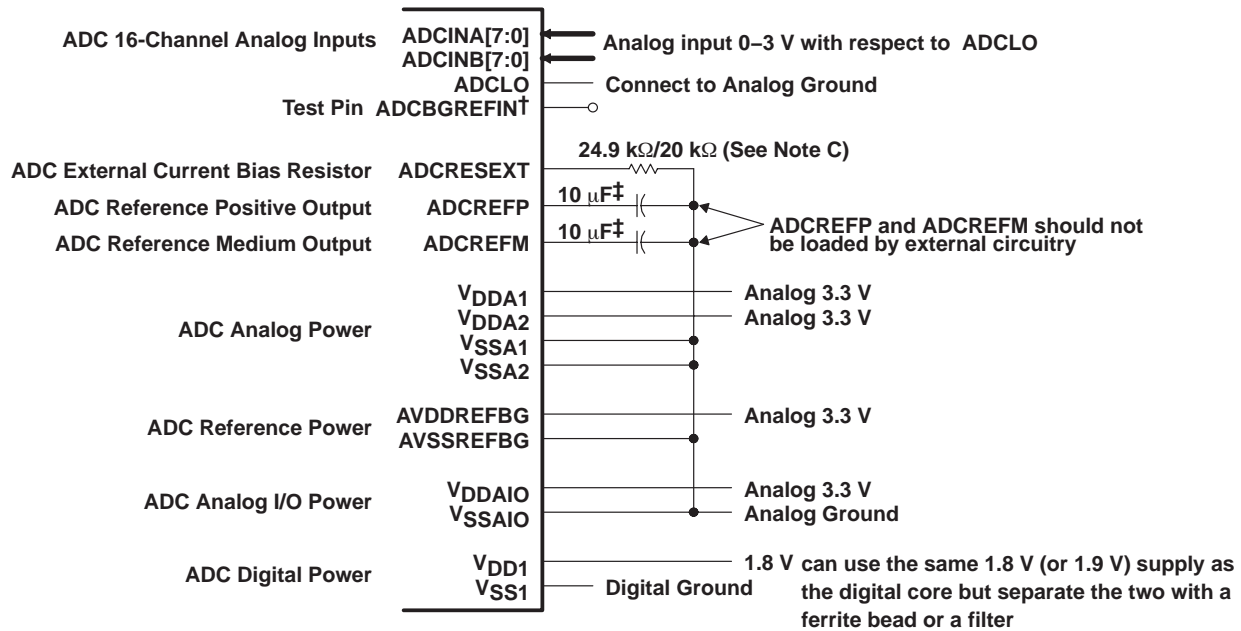 ADC 16-Channel Analog Inputs ADCINA[7:0] Analog input 0–3 V with respect to ADCLO
ADCINB[7:0]
ADCLO Connect to Analog Ground
Test Pin ADCBGREFIN†
24.9 kΩ/20 kΩ (See Note C)
ADC External Current Bias Resistor ADCRESEXT
ADC Reference Positive Output ADCREFP 10 μF‡
ADC Reference Medium Output ADCREFM 10 μF‡
ADCREFP and ADCREFM should not
be loaded by external circuitry
VDDA1 Analog 3.3 V
VDDA2 Analog 3.3 V
ADC Analog Power
VSSA1
VSSA2
AVDDREFBG Analog 3.3 V
ADC Reference Power
AVSSREFBG
VDDAIO Analog 3.3 V
ADC Analog I/O Power
VSSAIO Analog Ground
VDD1 1.8 V can use the same 1.8 V (or 1.9 V) supply as
ADC Digital Power
VSS1 Digital Ground the digital core but separate the two with a
ferrite bead or a filter